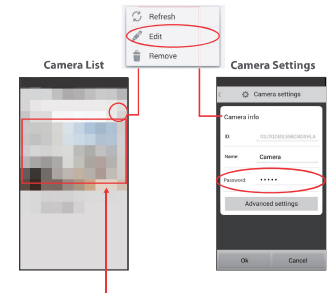 Refresh
Edit
Remove
Camera List
Camera Settings
Camera settings
Camera info
ID:
Name: Camera
Password: •••••
Advanced settings
Ok Cancel